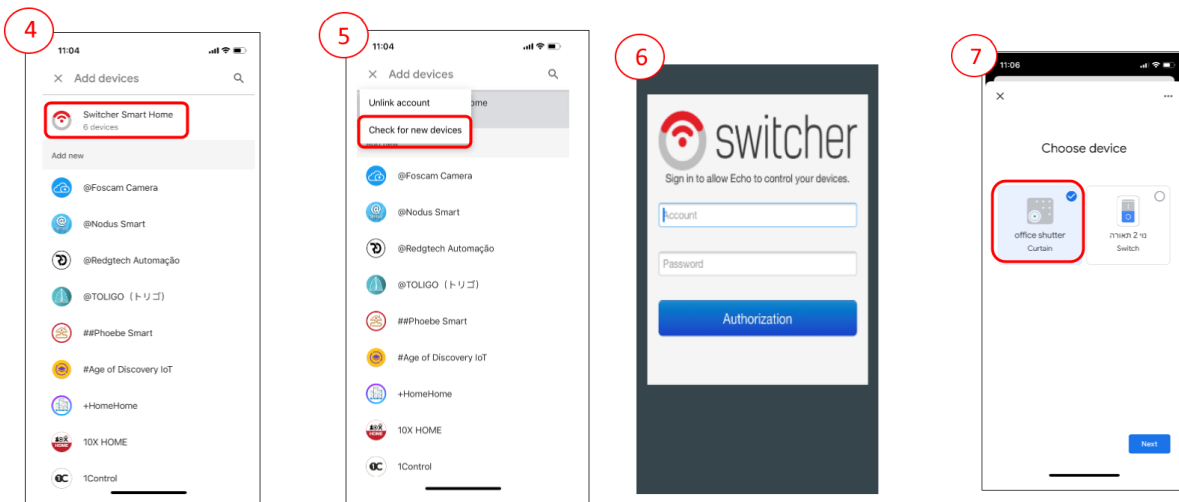 4
11:04
Add devices
Switcher Smart Home
6 devices
Add new
@Foscam Camera
@Nodus Smart
@Redgtech Automação
@TOLIGO（トリゴ）
##Phoebe Smart
#Age of Discovery IoT
+HomeHome
10X HOME
1Control
5
11:04
Add devices
Unlink account
ome
Check for new devices
@Foscam Camera
@Nodus Smart
@Redgtech Automação
@TOLIGO（トリゴ）
##Phoebe Smart
#Age of Discovery IoT
+HomeHome
10X HOME
1Control
6
switcher
Sign in to allow Echo to control your devices.
Account
Password
Authorization
7
11:06
Choose device
office shutter
Curtain
נוי 2 תאורה
Switch
Next